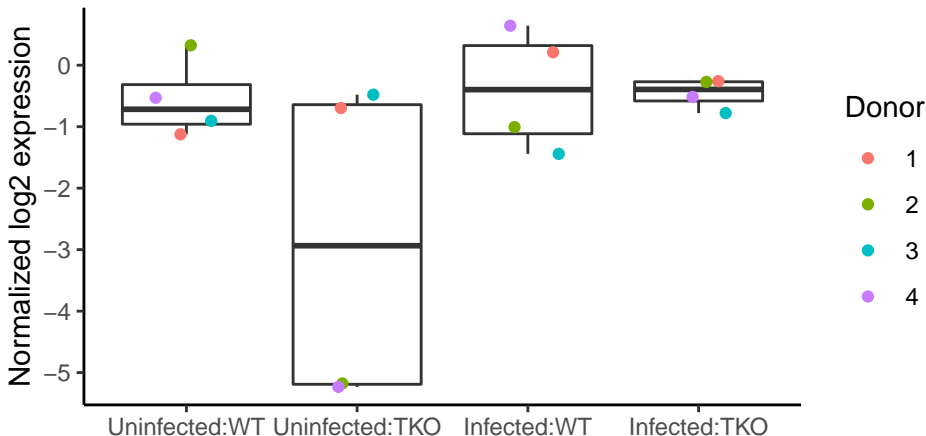 Normalized log2 expression
0
−1
−2
−3
−4
−5
Uninfected:WT
Uninfected:TKO
Infected:WT
Infected:TKO
Donor
1
2
3
4